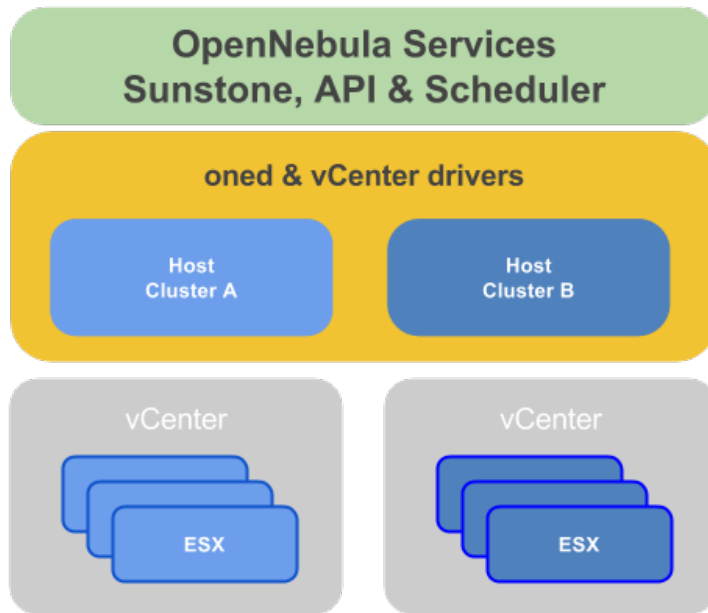 OpenNebula Services
Sunstone, API & Scheduler
oned & vCenter drivers
Host
Cluster A
Host
Cluster B
vCenter
vCenter
ESX
ESX